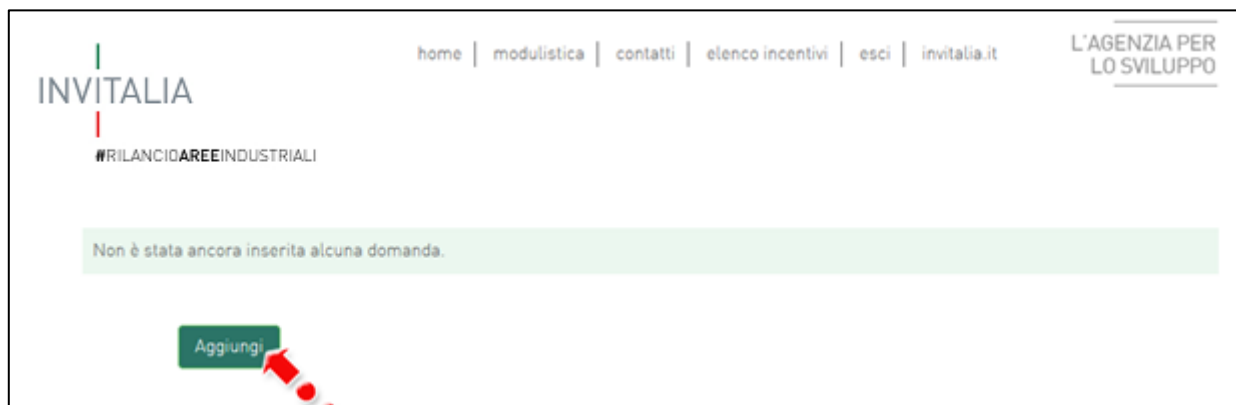 home | modulistica | contatti | elenco incentivi | esci | invitalia.it
L'AGENZIA PER
LO SVILUPPO
INVITALIA
#RILANCIOAREEINDUSTRIALI
Non è stata ancora inserita alcuna domanda.
Aggiungi